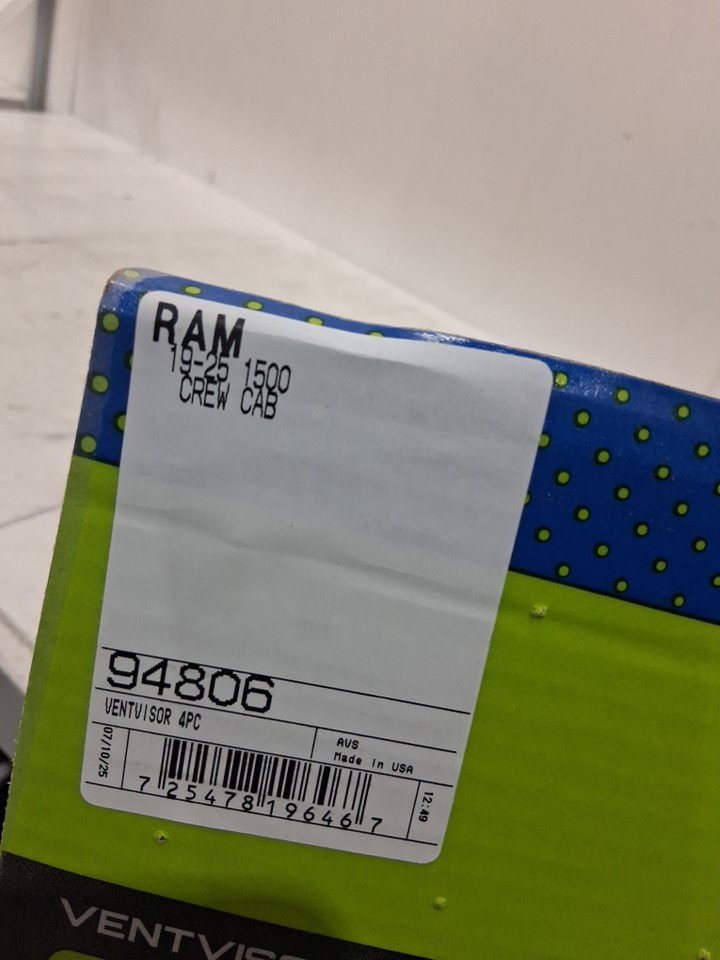 RAM
19-25 1500
CREW CAB
94806
VENTVISOR 4PC
AVS
Made in USA
07/10/25
7 25478 19646 7
12:49
VENTVISOR